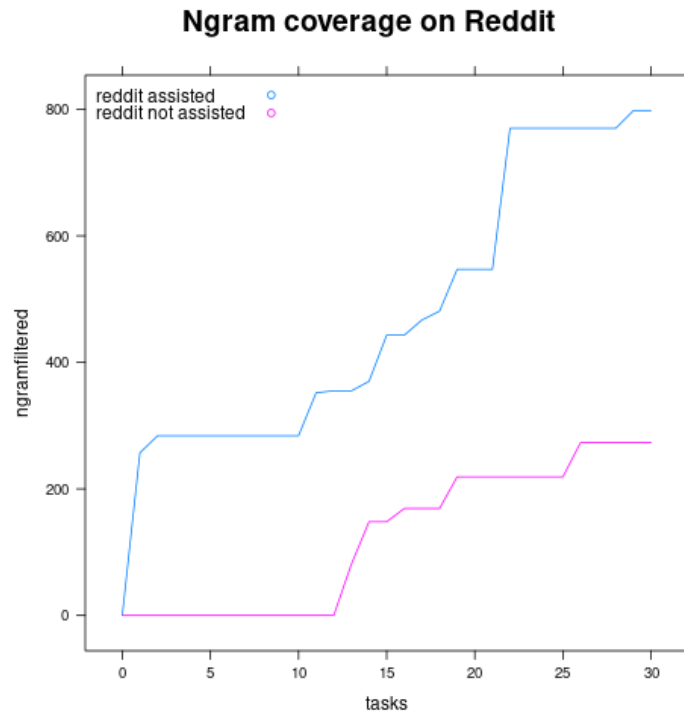 Ngram coverage on Reddit
reddit assisted
reddit not assisted
800
600
400
200
0
ngramfiltered
0 5 10 15 20 25 30
tasks